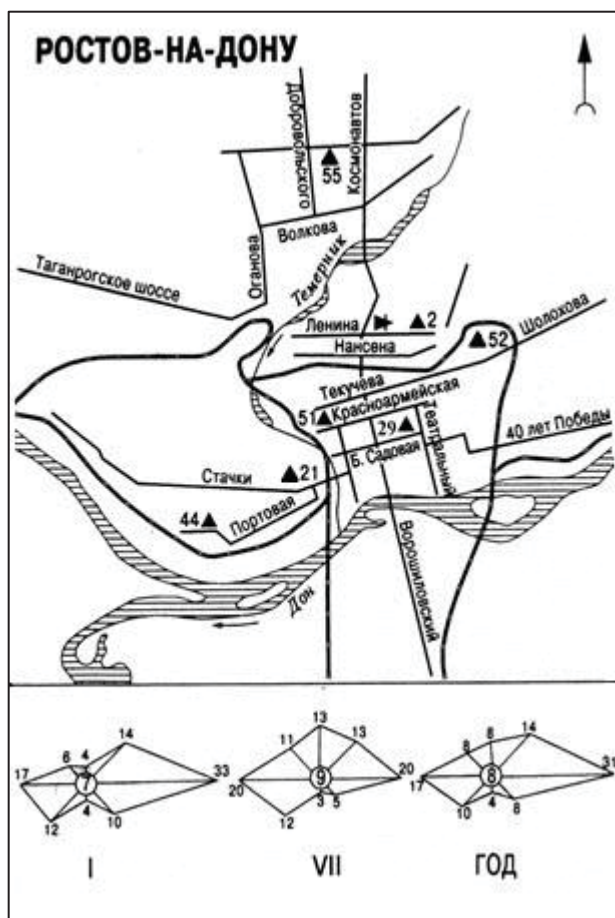 РОСТОВ-НА-ДОНУ
Добровольского
Космонавтов
55
Волкова
Оганова
Темерник
Таганрогское шоссе
Ленина
2
Нансена
52
Шолохова
Текучёва
51
Красноармейская
29
Театральный
40 лет Победы
Б. Садовая
21
Стачки
44
Портовая
Ворошиловский
Дон
6 4 14
17 7 33
12 4 10
I
11 13 13
20 9 20
12 3 5
VII
8 8 14
17 8 31
10 4 8
ГОД